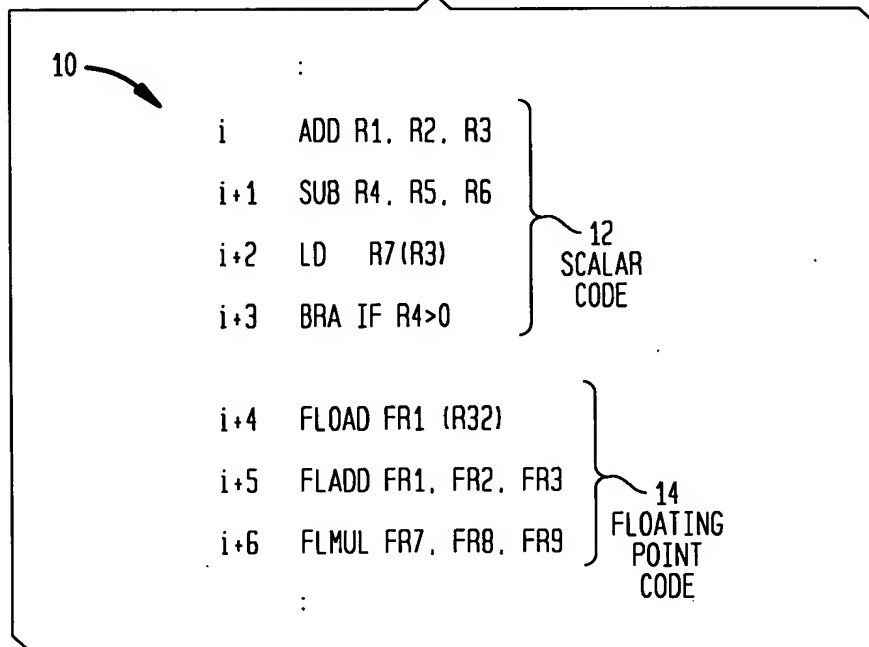 10
:
i ADD R1, R2, R3
i+1 SUB R4, R5, R6
i+2 LD R7(R3)
i+3 BRA IF R4>0
12
SCALAR
CODE
i+4 FLOAD FR1 (R32)
i+5 FLADD FR1, FR2, FR3
i+6 FLMUL FR7, FR8, FR9
14
FLOATING
POINT
CODE
: